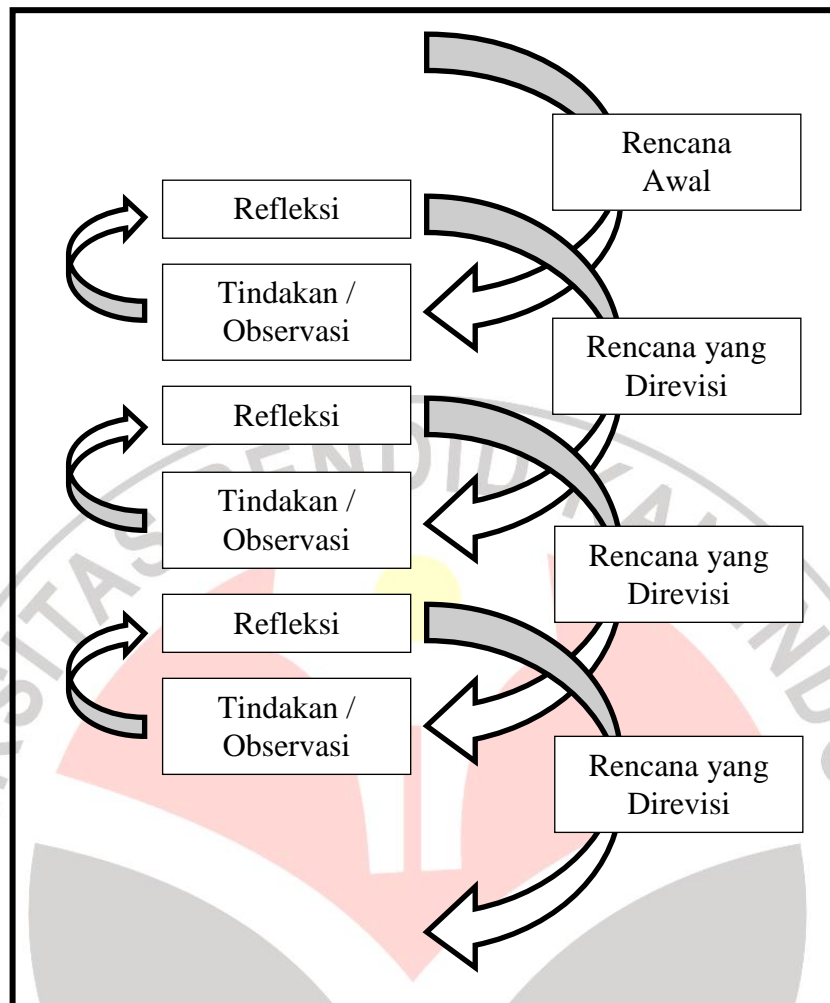 Rencana
Awal
Refleksi
Tindakan /
Observasi
Rencana yang
Direvisi
Refleksi
Tindakan /
Observasi
Rencana yang
Direvisi
Refleksi
Tindakan /
Observasi
Rencana yang
Direvisi